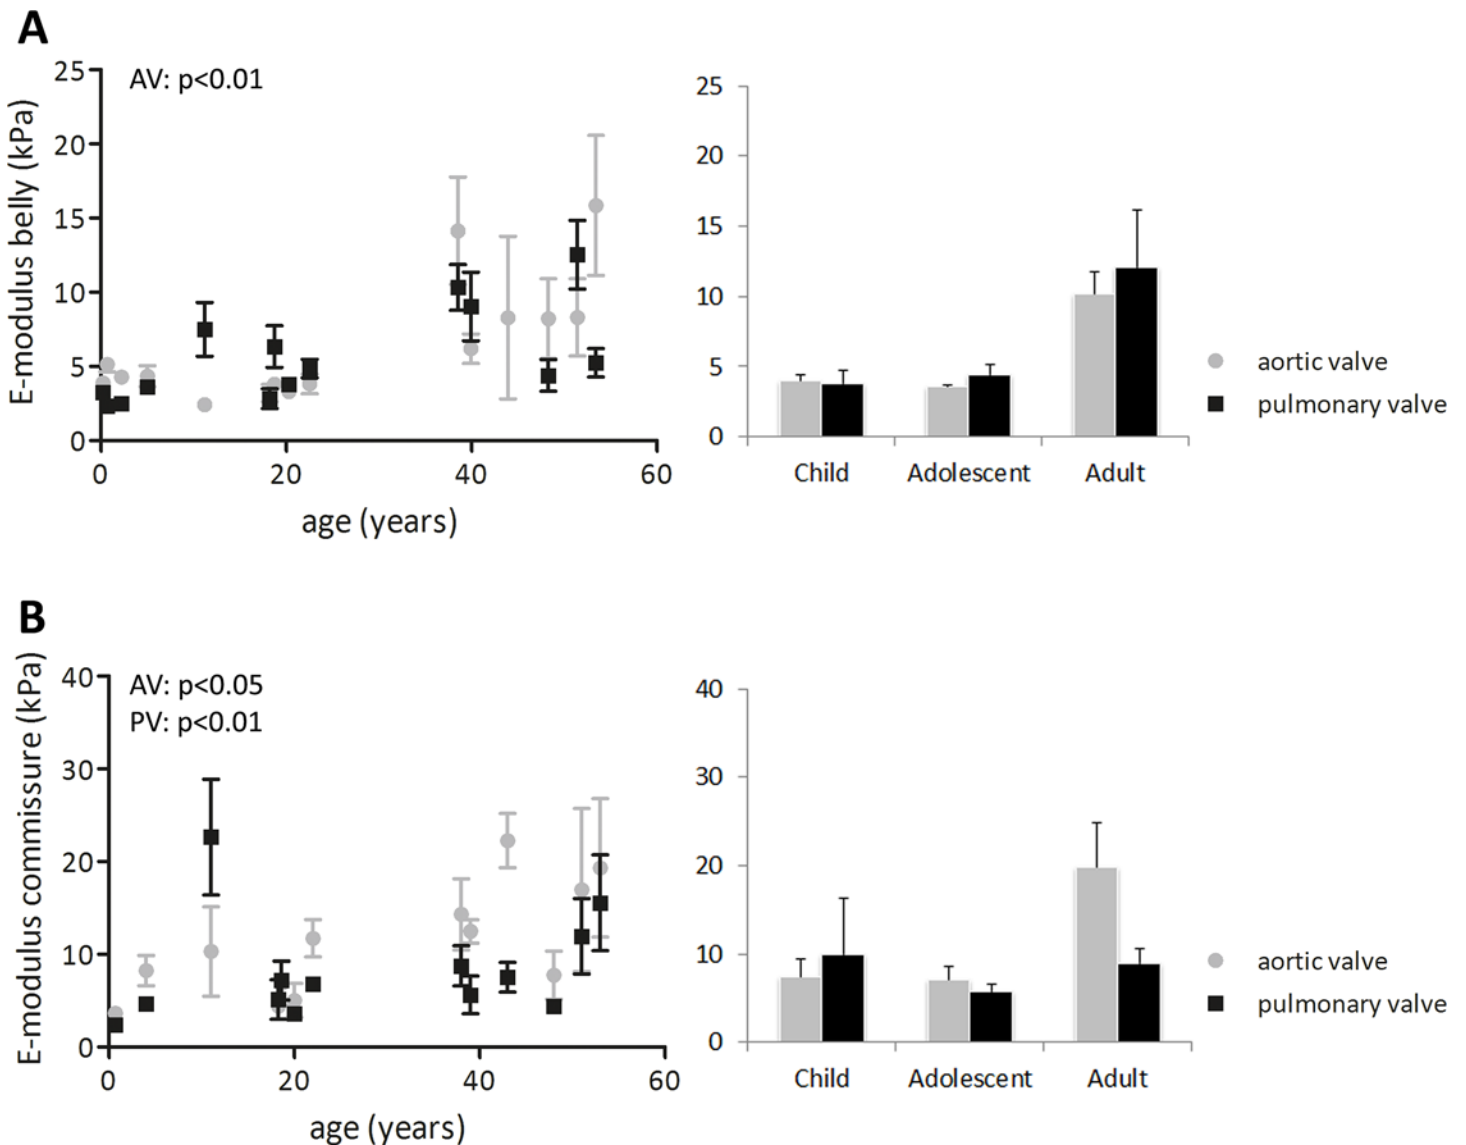 A
AV: p<0.01
E-modulus belly (kPa)
25
20
15
10
5
0
0 20 40 60
age (years)
25
20
15
10
5
0
Child Adolescent Adult
aortic valve
pulmonary valve
B
AV: p<0.05
PV: p<0.01
E-modulus commissure (kPa)
40
30
20
10
0
0 20 40 60
age (years)
40
30
20
10
0
Child Adolescent Adult
aortic valve
pulmonary valve